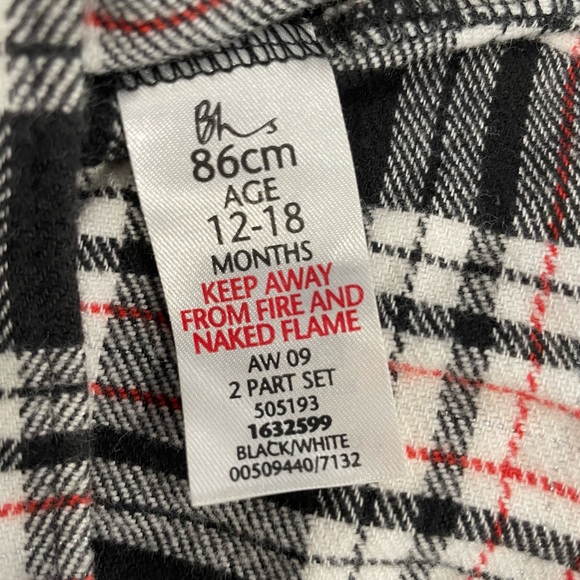 Bhs
86cm
AGE
12-18
MONTHS
KEEP AWAY
FROM FIRE AND
NAKED FLAME
AW 09
2 PART SET
505193
1632599
BLACK/WHITE
00509440/7132